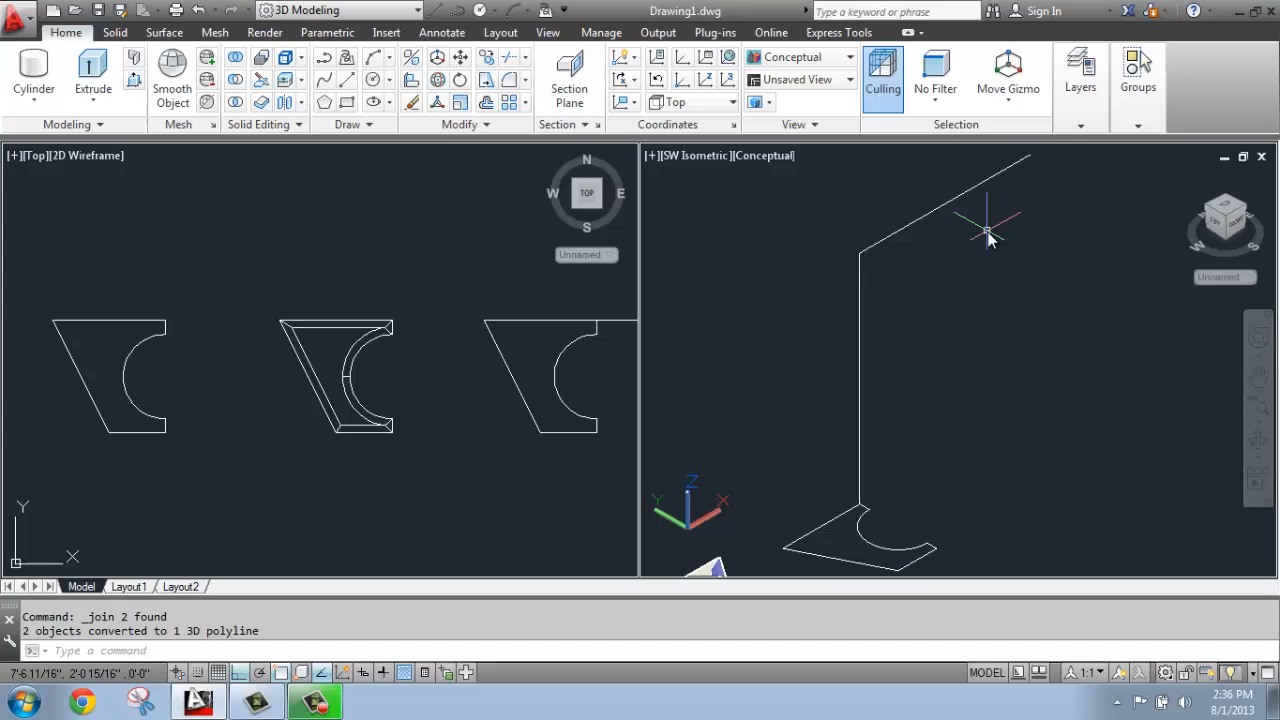 3D Modeling
Drawing1.dwg
Type a keyword or phrase
Sign In
Home Solid Surface Mesh Render Parametric Insert Annotate Layout View Manage Output Plug-ins Online Express Tools
Cylinder
Extrude
Smooth
Object
Section
Plane
Top
Conceptual
Unsaved View
Culling
No Filter
Move Gizmo
Layers
Groups
Modeling
Mesh
Solid Editing
Draw
Modify
Section
Coordinates
View
Selection
[+][Top][2D Wireframe]
N
W
TOP
E
S
Unnamed
Y
X
[+][SW Isometric][Conceptual]
W
S
Unnamed
Z
Y
X
Model Layout1 Layout2
Command: _join 2 found
2 objects converted to 1 3D polyline
Type a command
7'-6 11/16", 2'-0 15/16", 0'-0"
MODEL
1:1
2:36 PM
8/1/2013